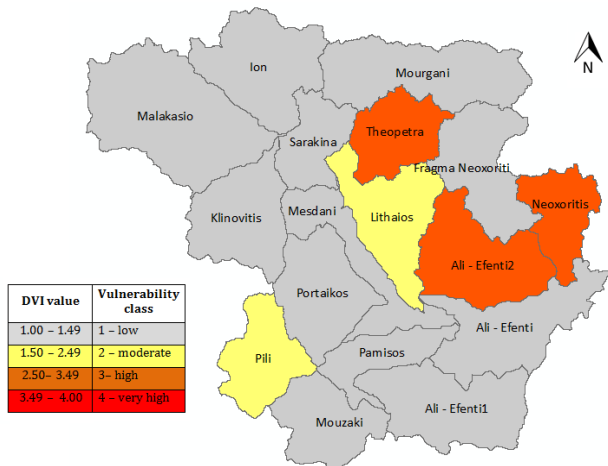 Ion
Mourgani
N
Malakasio
Theopetra
Sarakina
Fragma Neoxoriti
Klinovitis
Mesdani
Lithaios
Neoxoritis
Ali - Efenti2
Portaikos
Ali - Efenti
Pamisos
Pili
Mouzaki
Ali - Efenti1
DVI value Vulnerability class
1.00 – 1.49 1 – low
1.50 – 2.49 2 – moderate
2.50– 3.49 3– high
3.49 – 4.00 4 – very high